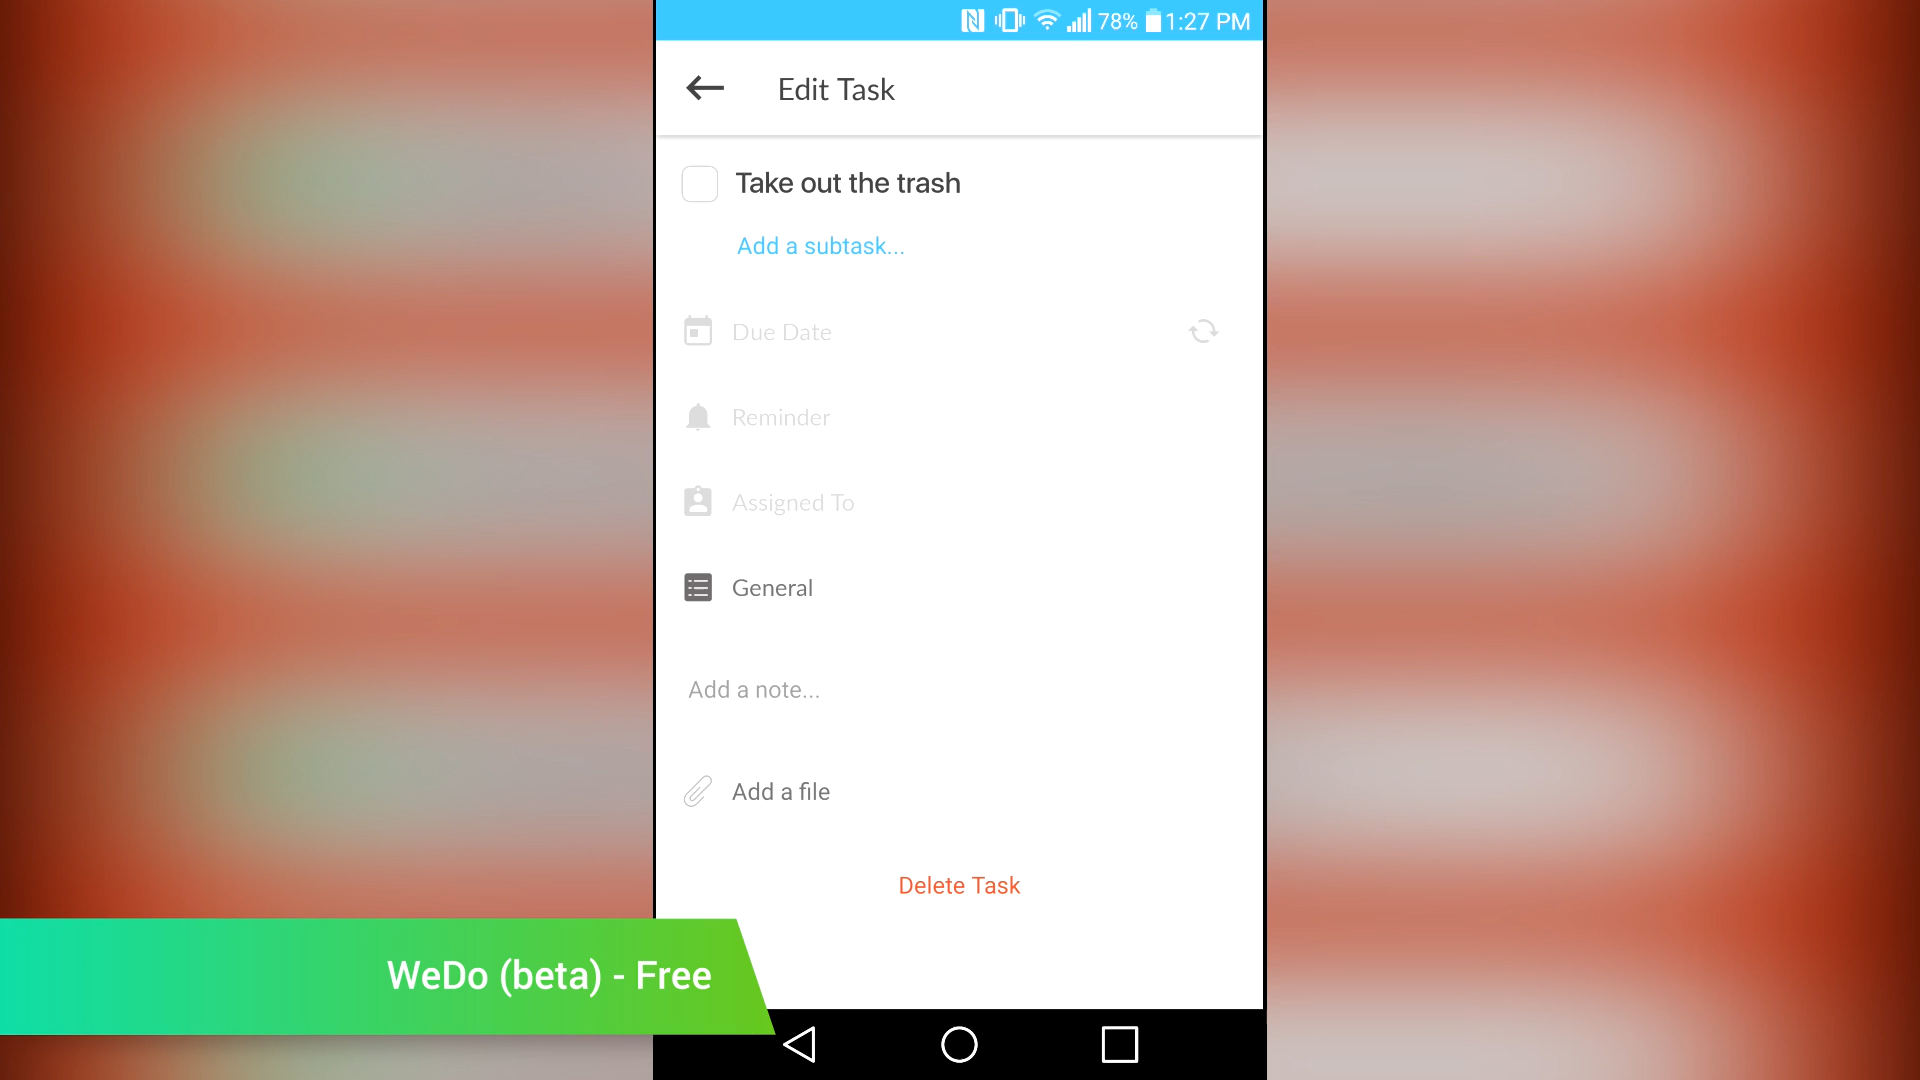 78% 1:27 PM
Edit Task
Take out the trash
Add a subtask...
Due Date
Reminder
Assigned To
General
Add a note...
Add a file
Delete Task
WeDo (beta) - Free